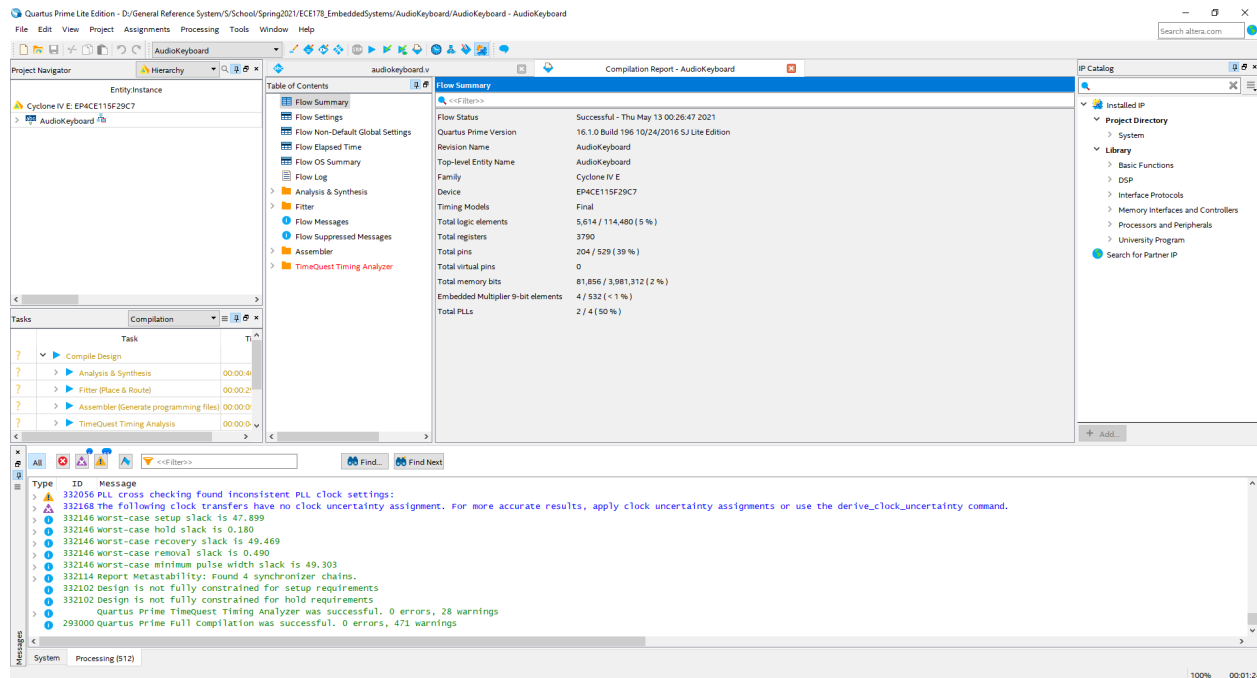 Quartus Prime Lite Edition - D:/General Reference System/S/School/Spring2021/ECE178_EmbeddedSystems/AudioKeyboard/AudioKeyboard - AudioKeyboard
File Edit View Project Assignments Processing Tools Window Help
Search altera.com
AudioKeyboard
Project Navigator
Hierarchy
Entity:Instance
Cyclone IV E: EP4CE115F29C7
AudioKeyboard
audiokeyboard.v
Compilation Report - AudioKeyboard
Table of Contents
Flow Summary
Flow Settings
Flow Non-Default Global Settings
Flow Elapsed Time
Flow OS Summary
Flow Log
Analysis & Synthesis
Fitter
Flow Messages
Flow Suppressed Messages
Assembler
TimeQuest Timing Analyzer
Flow Summary
<<Filter>>
Flow Status Successful - Thu May 13 00:26:47 2021
Quartus Prime Version 16.1.0 Build 196 10/24/2016 SJ Lite Edition
Revision Name AudioKeyboard
Top-level Entity Name AudioKeyboard
Family Cyclone IV E
Device EP4CE115F29C7
Timing Models Final
Total logic elements 5,614 / 114,480 ( 5 % )
Total registers 3790
Total pins 204 / 529 ( 39 % )
Total virtual pins 0
Total memory bits 81,856 / 3,981,312 ( 2 % )
Embedded Multiplier 9-bit elements 4 / 532 ( < 1 % )
Total PLLs 2 / 4 ( 50 % )
IP Catalog
Installed IP
Project Directory
System
Library
Basic Functions
DSP
Interface Protocols
Memory Interfaces and Controllers
Processors and Peripherals
University Program
Search for Partner IP
+ Add...
Tasks
Compilation
Task
Compile Design
Analysis & Synthesis
Fitter (Place & Route)
Assembler (Generate programming files)
TimeQuest Timing Analysis
All
<<Filter>>
Find...
Find Next
Type ID Message
332056 PLL cross checking found inconsistent PLL clock settings:
332168 The following clock transfers have no clock uncertainty assignment. For more accurate results, apply clock uncertainty assignments or use the derive_clock_uncertainty command.
332146 Worst-case setup slack is 47.899
332146 Worst-case hold slack is 0.180
332146 Worst-case recovery slack is 49.469
332146 Worst-case removal slack is 0.490
332146 Worst-case minimum pulse width slack is 49.303
332114 Report Metastability: Found 4 synchronizer chains.
332102 Design is not fully constrained for setup requirements
332102 Design is not fully constrained for hold requirements
Quartus Prime TimeQuest Timing Analyzer was successful. 0 errors, 28 warnings
293000 Quartus Prime Full Compilation was successful. 0 errors, 471 warnings
Messages
System
Processing (512)
100%